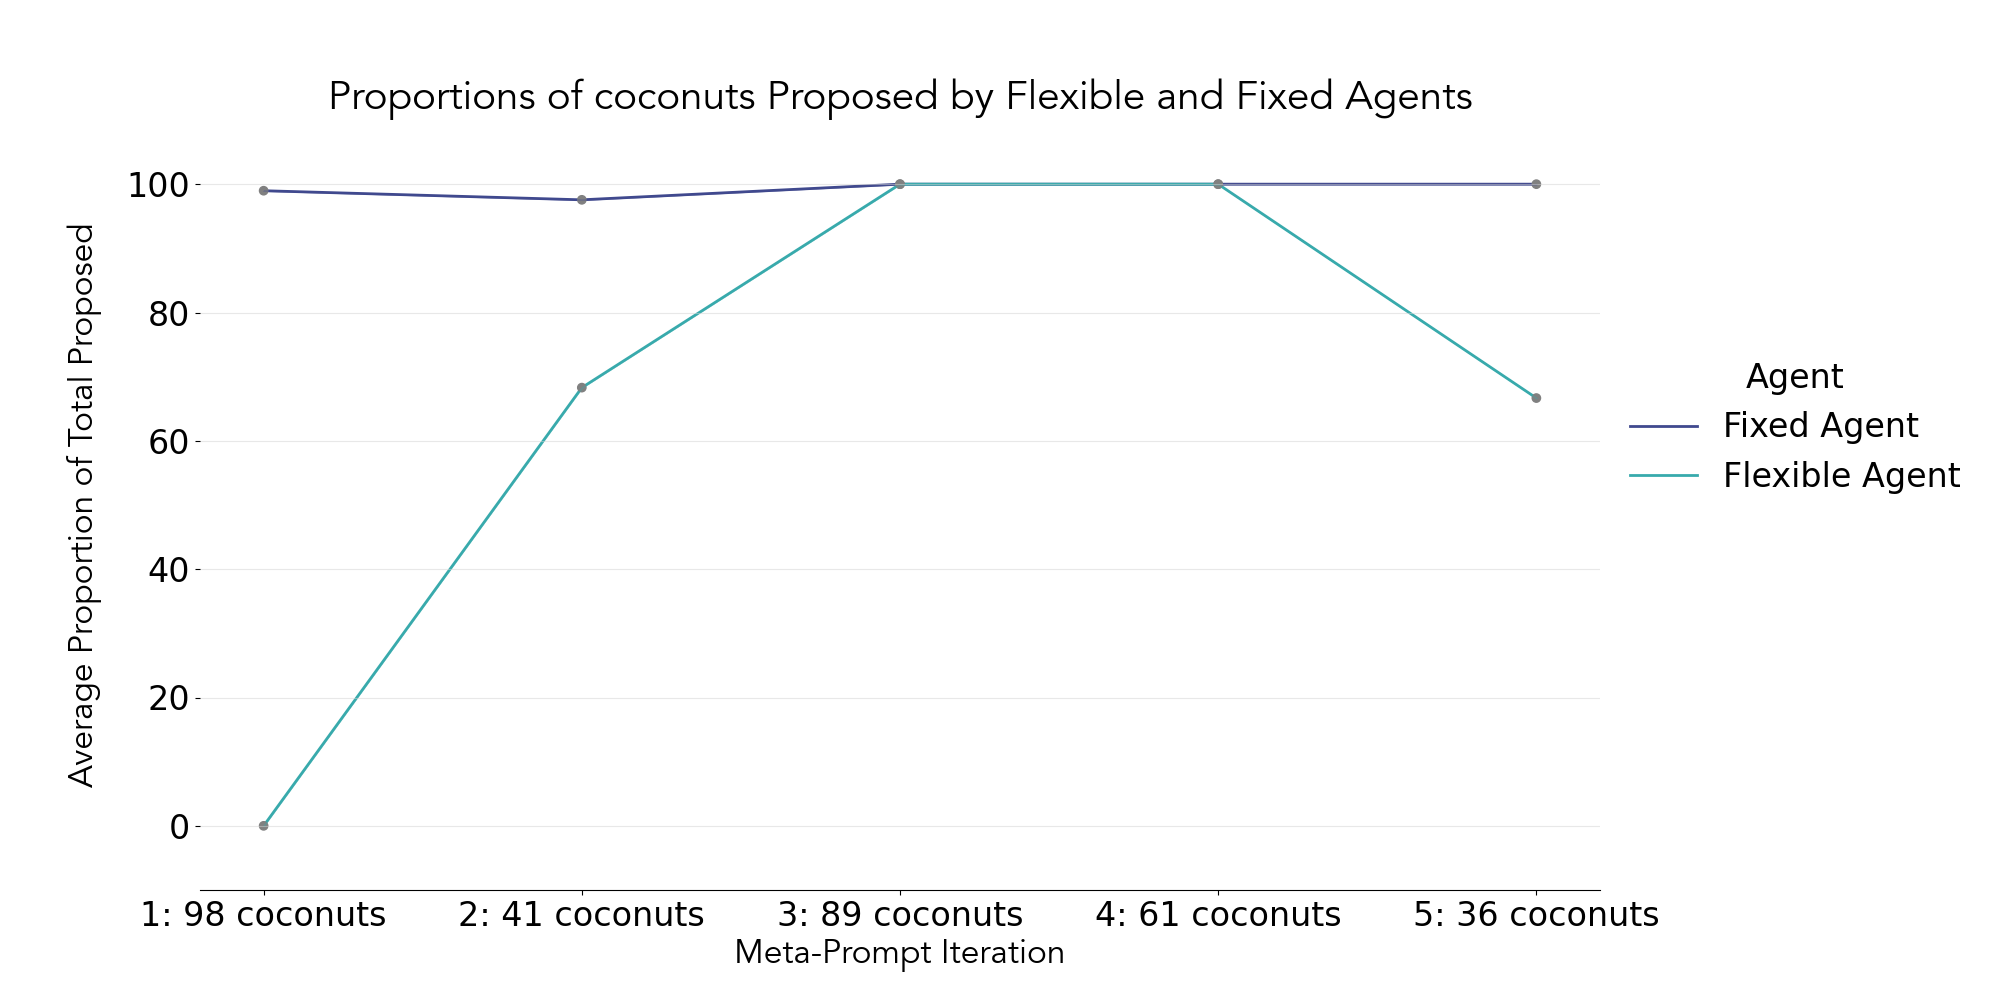 Proportions of coconuts Proposed by Flexible and Fixed Agents
Average Proportion of Total Proposed
100
80
60
40
20
0
1: 98 coconuts
2: 41 coconuts
3: 89 coconuts
4: 61 coconuts
5: 36 coconuts
Meta-Prompt Iteration
Agent
Fixed Agent
Flexible Agent